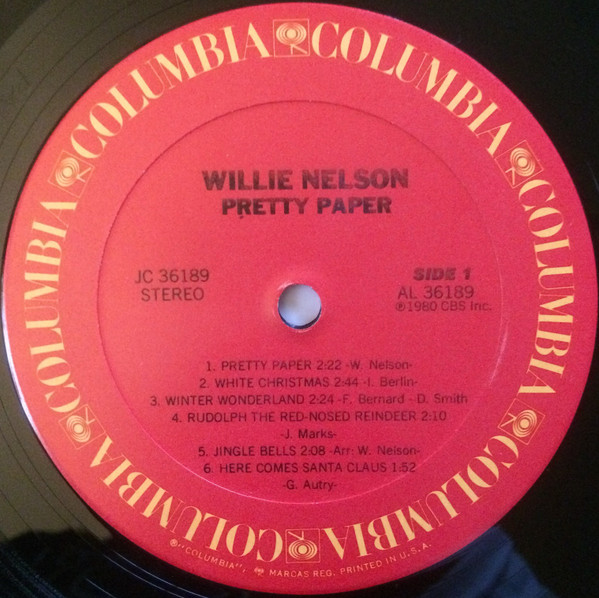 COLUMBIA COLUMBIA COLUMBIA COLUMBIA COLUMBIA COLUMBIA
WILLIE NELSON
PRETTY PAPER
JC 36189
STEREO
SIDE 1
AL 36189
℗1980 CBS Inc.
1. PRETTY PAPER 2:22 -W. Nelson-
2. WHITE CHRISTMAS 2:44 -I. Berlin-
3. WINTER WONDERLAND 2:24 -F. Bernard - D. Smith
4. RUDOLPH THE RED-NOSED REINDEER 2:10
-J. Marks-
5. JINGLE BELLS 2:08 -Arr: W. Nelson-
6. HERE COMES SANTA CLAUS 1:52
-G. Autry-
®"COLUMBIA", MARCAS REG. PRINTED IN U.S.A.